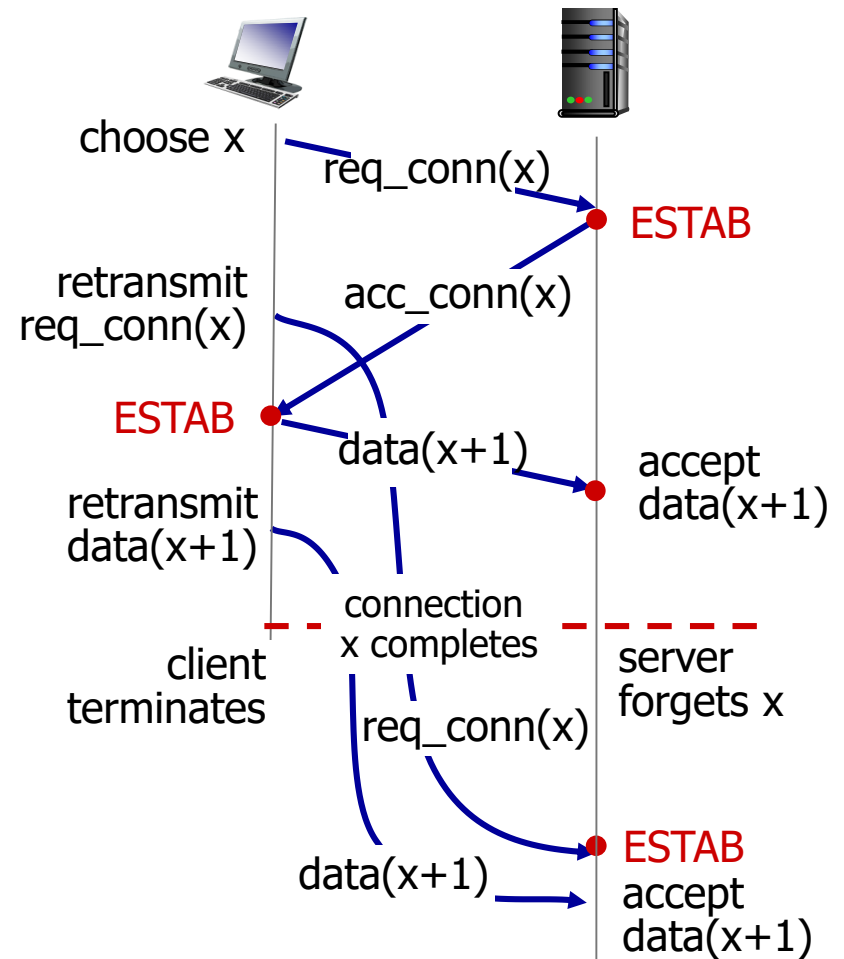 choose x
req_conn(x)
ESTAB
retransmit
req_conn(x)
acc_conn(x)
ESTAB
data(x+1)
accept
data(x+1)
retransmit
data(x+1)
connection
x completes
client
terminates
server
forgets x
req_conn(x)
ESTAB
data(x+1)
accept
data(x+1)